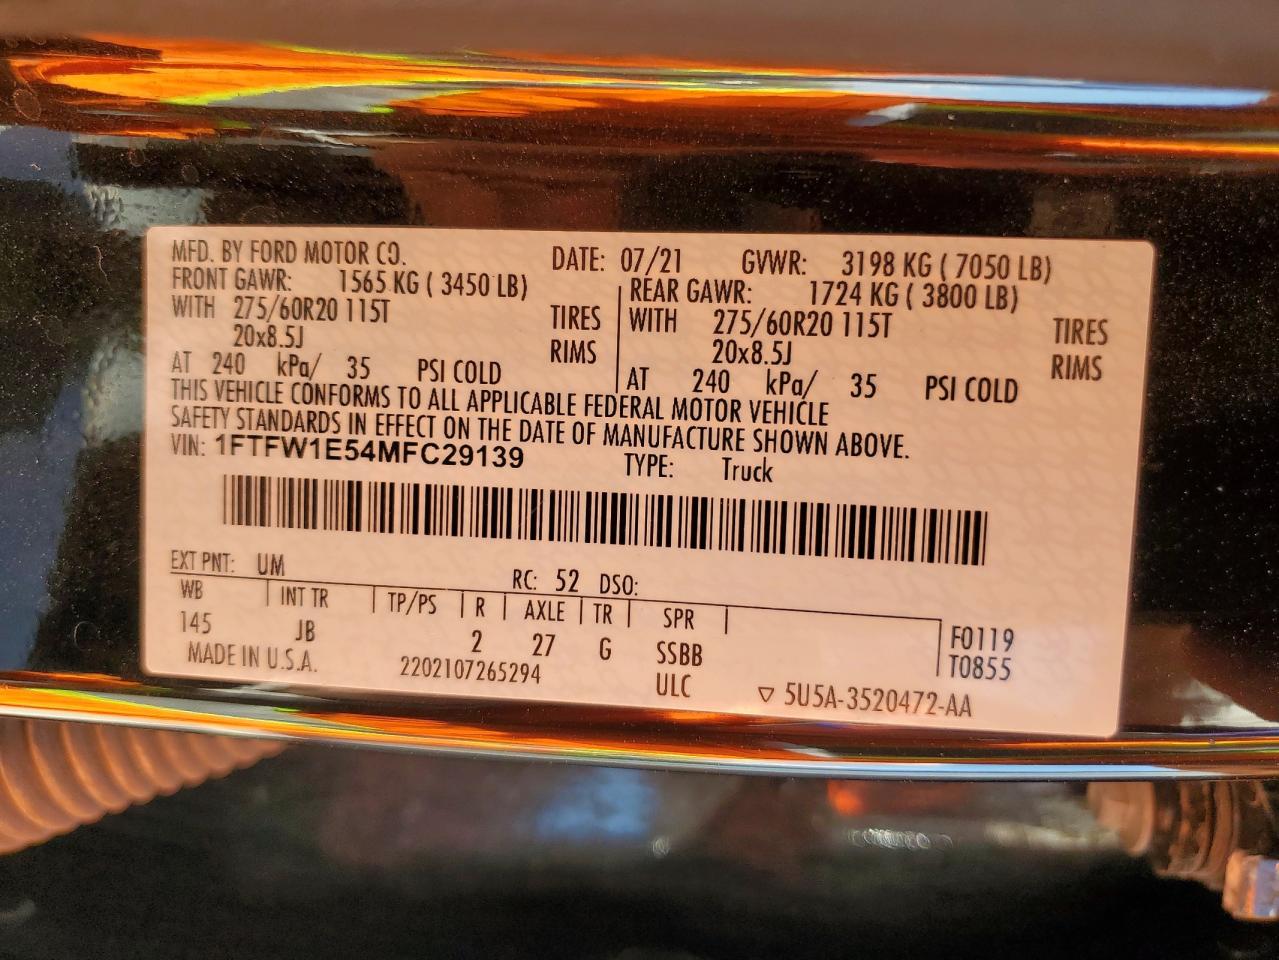 MFD. BY FORD MOTOR CO. DATE: 07/21 GVWR: 3198 KG ( 7050 LB)
FRONT GAWR: 1565 KG ( 3450 LB) REAR GAWR: 1724 KG ( 3800 LB)
WITH 275/60R20 115T TIRES WITH 275/60R20 115T TIRES
20x8.5J RIMS 20x8.5J RIMS
AT 240 kPa/ 35 PSI COLD AT 240 kPa/ 35 PSI COLD
THIS VEHICLE CONFORMS TO ALL APPLICABLE FEDERAL MOTOR VEHICLE
SAFETY STANDARDS IN EFFECT ON THE DATE OF MANUFACTURE SHOWN ABOVE.
VIN: 1FTFW1E54MFC29139 TYPE: Truck
EXT PNT: UM RC: 52 DSO:
WB INT TR TP/PS R AXLE TR SPR
145 JB 2 27 G SSBB F0119
MADE IN U.S.A. 2202107265294 ULC T0855
▽ 5U5A-3520472-AA